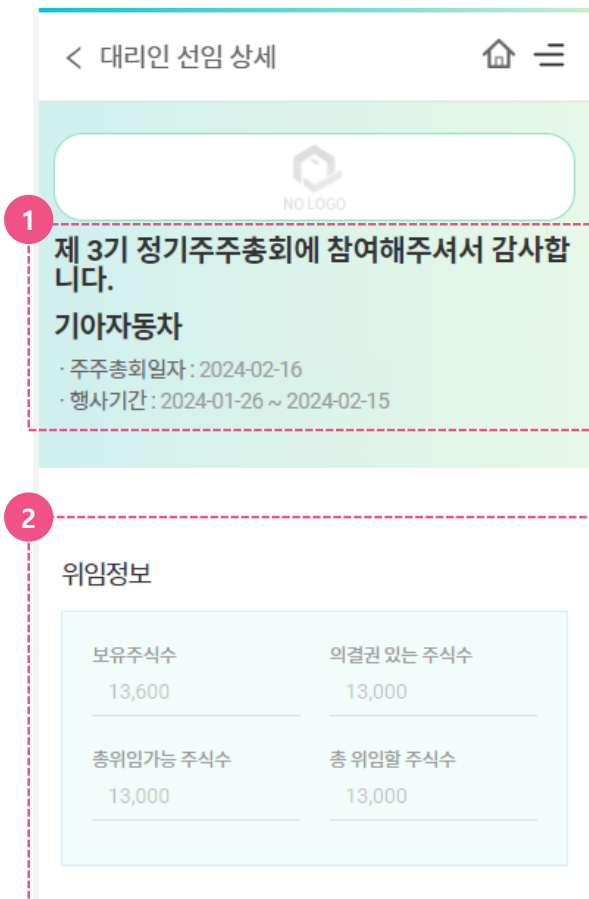 대리인 선임 상세
NO LOGO
1
제 3기 정기주주총회에 참여해주셔서 감사합
니다.
기아자동차
· 주주총회일자 : 2024-02-16
· 행사기간 : 2024-01-26 ~ 2024-02-15
2
위임정보
보유주식수 의결권 있는 주식수
13,600 13,000
총위임가능 주식수 총 위임할 주식수
13,000 13,000